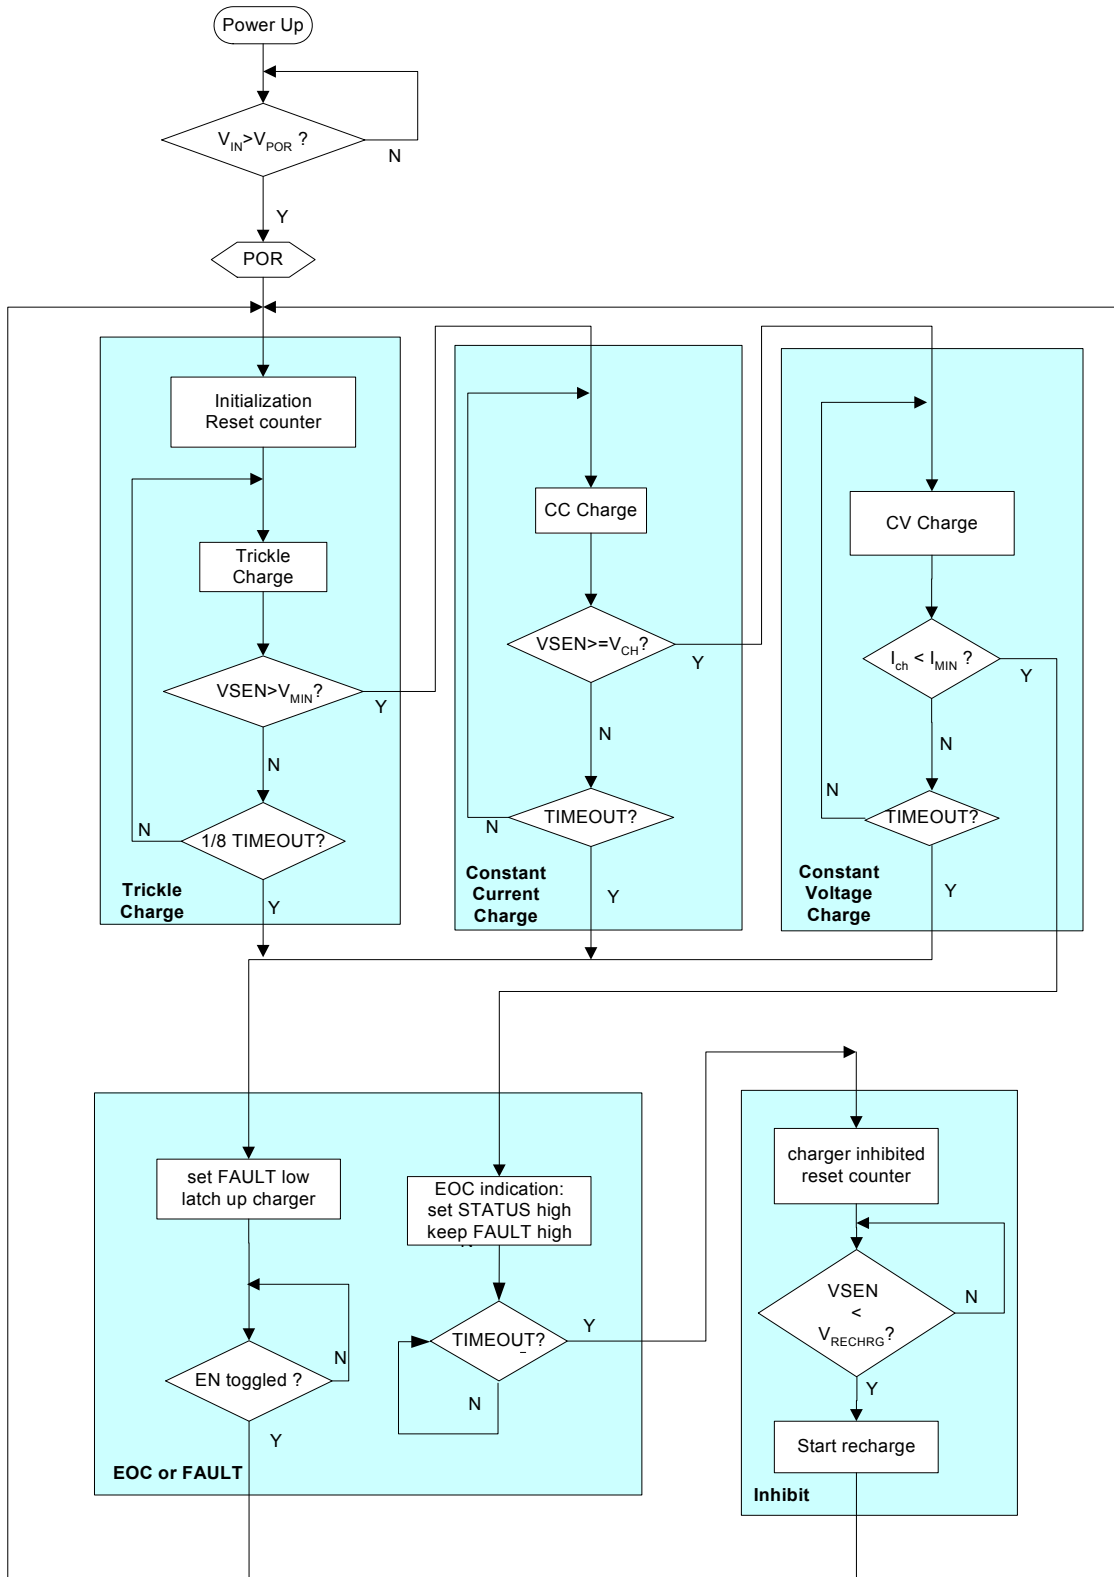 Power Up
V_IN>V_POR ?
N
Y
POR
Initialization
Reset counter
Trickle
Charge
VSEN>V_MIN?
Y
N
1/8 TIMEOUT?
N
Y
Trickle
Charge
CC Charge
VSEN>=V_CH?
Y
N
TIMEOUT?
N
Y
Constant
Current
Charge
CV Charge
I_ch < I_MIN ?
Y
N
N
TIMEOUT?
Y
Constant
Voltage
Charge
set FAULT low
latch up charger
EN toggled ?
N
Y
EOC indication:
set STATUS high
keep FAULT high
TIMEOUT?
Y
N
EOC or FAULT
charger inhibited
reset counter
VSEN
<
V_RECHRG?
N
Y
Start recharge
Inhibit